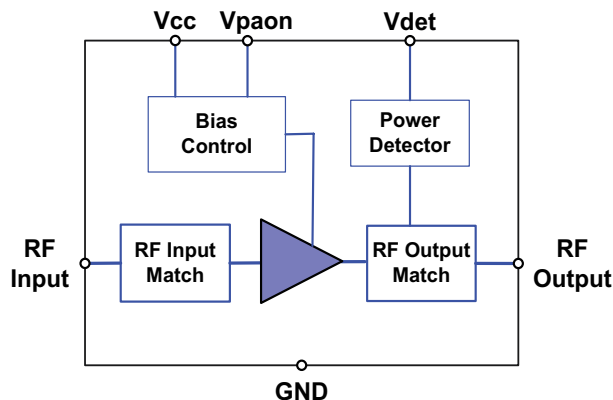 Vcc Vpaon Vdet
Bias
Control
Power
Detector
RF
Input
RF Input
Match
RF Output
Match
RF
Output
GND